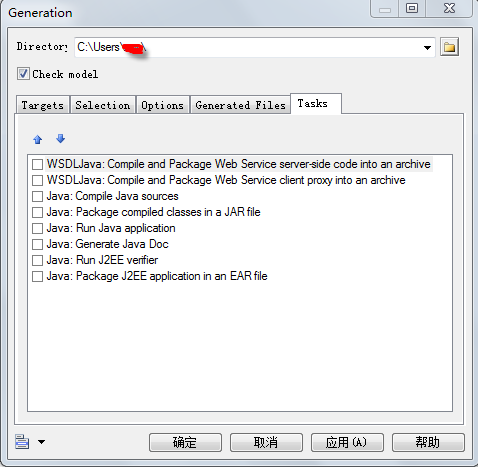 Generation
Directory C:\Users\
Check model
Targets Selection Options Generated Files Tasks
WSDLJava: Compile and Package Web Service server-side code into an archive
WSDLJava: Compile and Package Web Service client proxy into an archive
Java: Compile Java sources
Java: Package compiled classes in a JAR file
Java: Run Java application
Java: Generate Java Doc
Java: Run J2EE verifier
Java: Package J2EE application in an EAR file
确定 取消 应用(A) 帮助